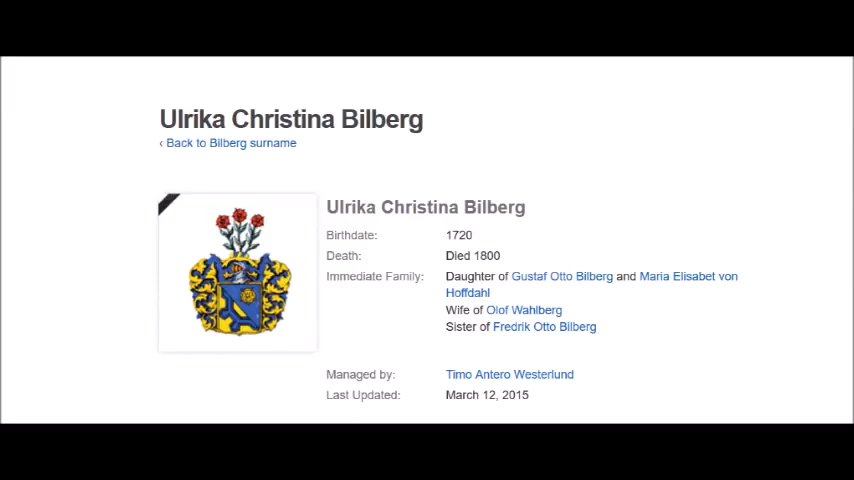 Ulrika Christina Bilberg
‹ Back to Bilberg surname
Ulrika Christina Bilberg
Birthdate: 1720
Death: Died 1800
Immediate Family: Daughter of Gustaf Otto Bilberg and Maria Elisabet von
Hoffdahl
Wife of Olof Wahlberg
Sister of Fredrik Otto Bilberg
Managed by: Timo Antero Westerlund
Last Updated: March 12, 2015